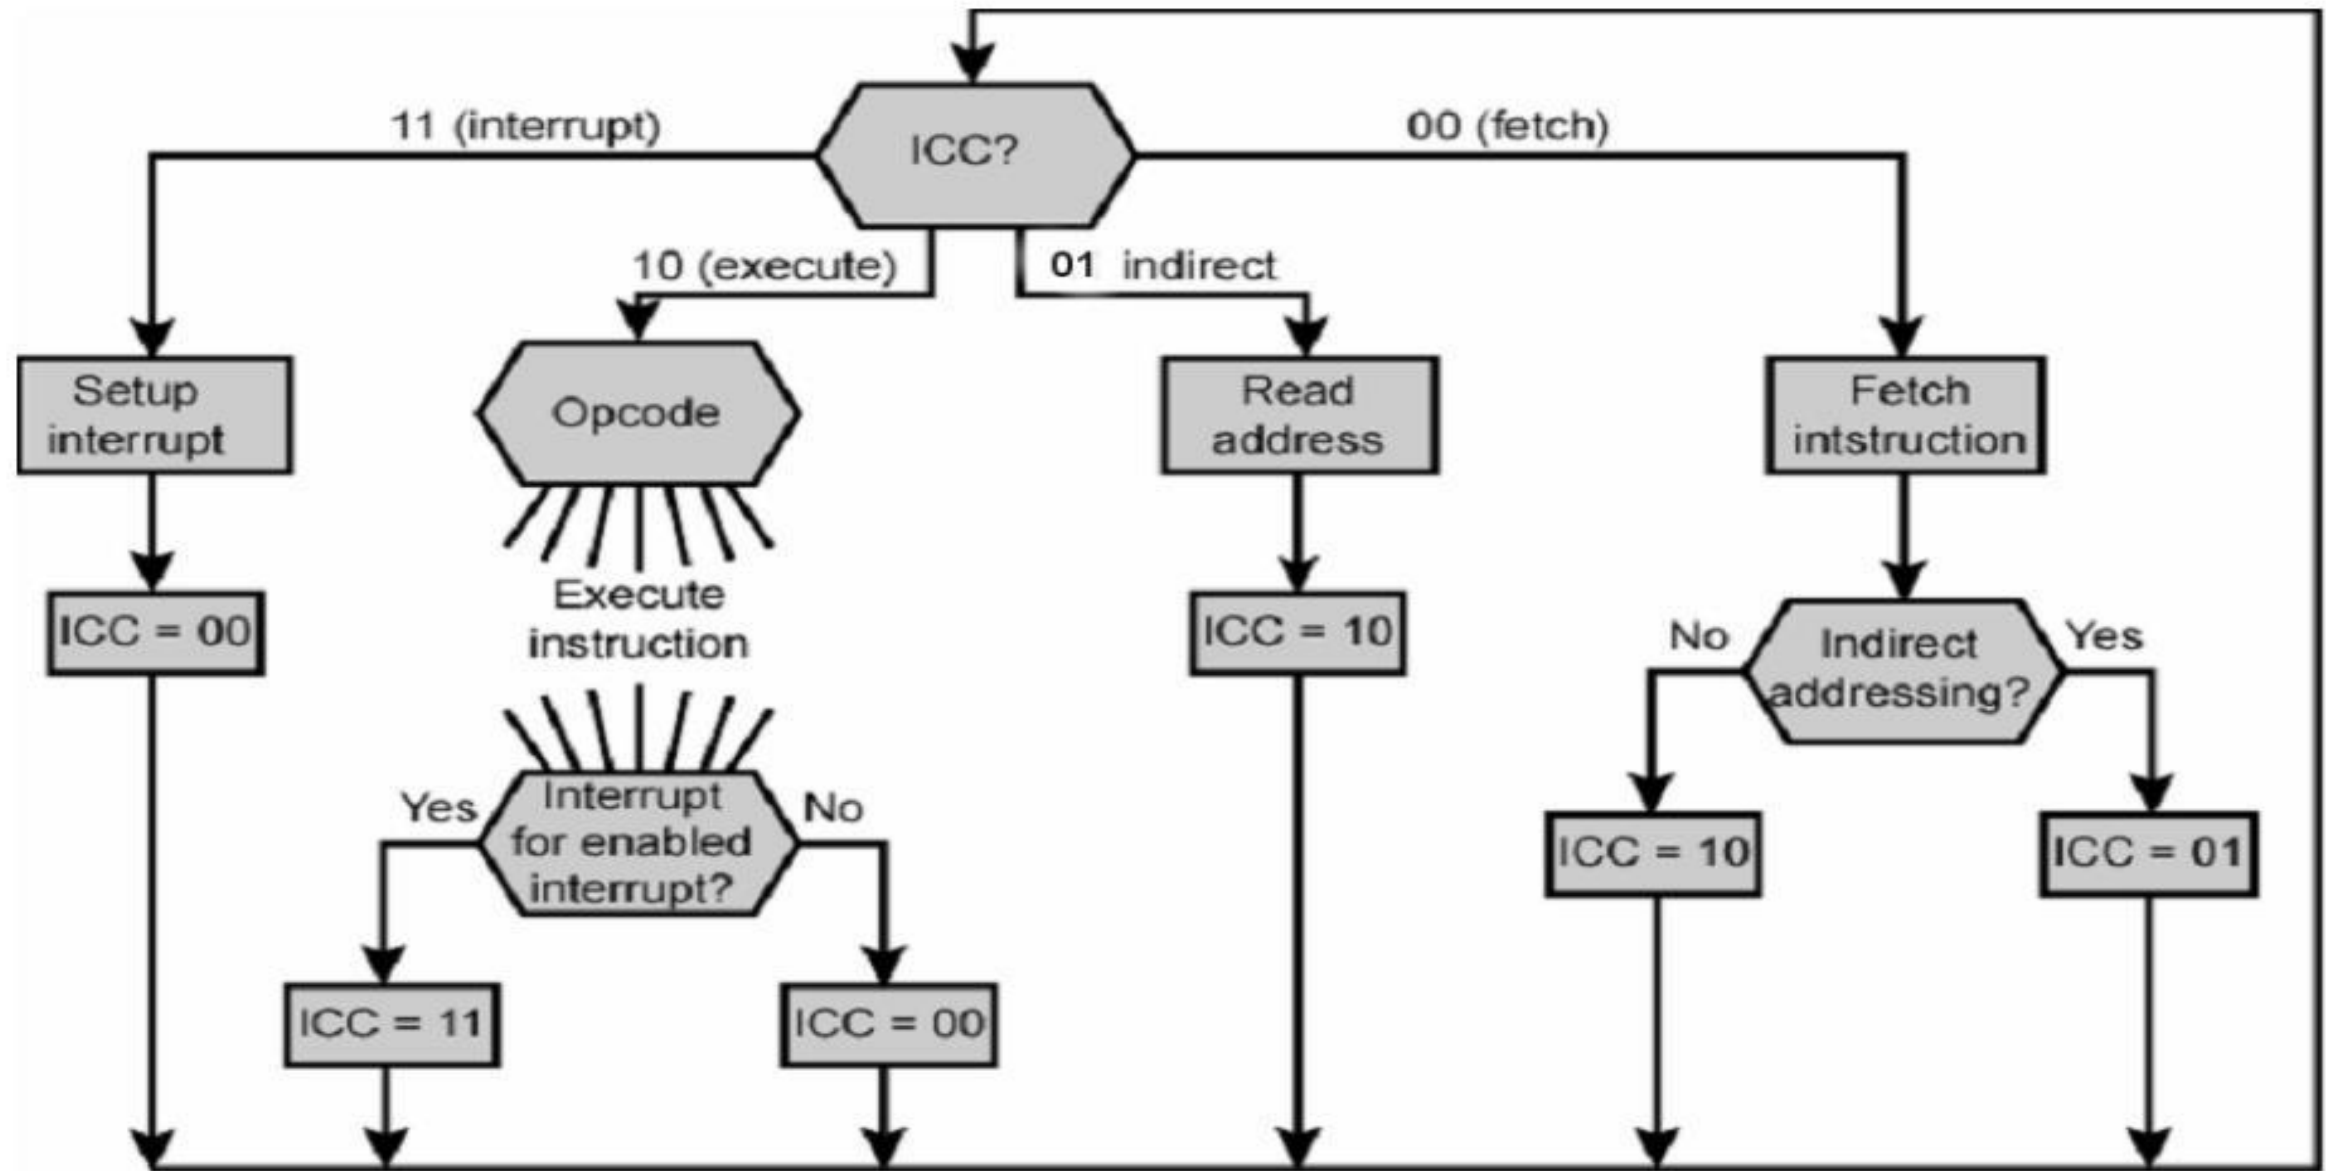 ICC?
11 (interrupt)
00 (fetch)
10 (execute)
01 indirect
Setup
interrupt
Opcode
Read
address
Fetch
intstruction
ICC = 00
Execute
instruction
ICC = 10
No
Indirect
addressing?
Yes
Yes
Interrupt
for enabled
interrupt?
No
ICC = 10
ICC = 01
ICC = 11
ICC = 00